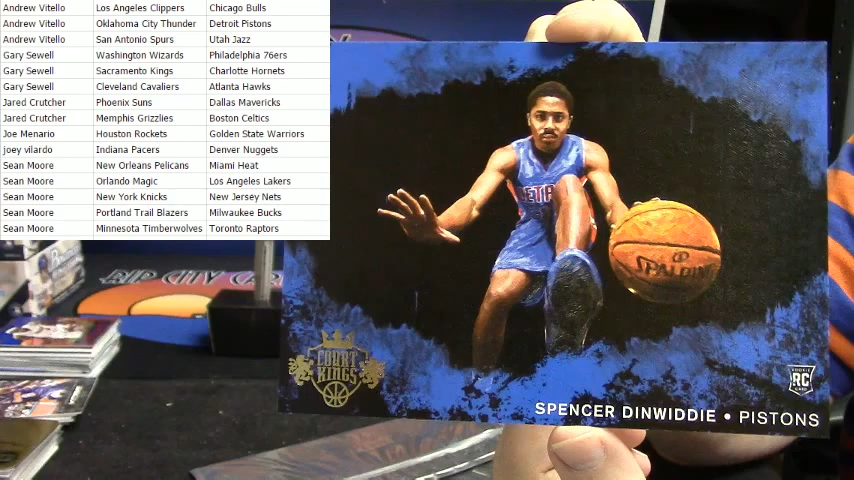 Andrew Vitello Los Angeles Clippers Chicago Bulls
Andrew Vitello Oklahoma City Thunder Detroit Pistons
Andrew Vitello San Antonio Spurs Utah Jazz
Gary Sewell Washington Wizards Philadelphia 76ers
Gary Sewell Sacramento Kings Charlotte Hornets
Gary Sewell Cleveland Cavaliers Atlanta Hawks
Jared Crutcher Phoenix Suns Dallas Mavericks
Jared Crutcher Memphis Grizzlies Boston Celtics
Joe Menario Houston Rockets Golden State Warriors
joey vilardo Indiana Pacers Denver Nuggets
Sean Moore New Orleans Pelicans Miami Heat
Sean Moore Orlando Magic Los Angeles Lakers
Sean Moore New York Knicks New Jersey Nets
Sean Moore Portland Trail Blazers Milwaukee Bucks
Sean Moore Minnesota Timberwolves Toronto Raptors
RIP CITY
DETR
SPALDING
COURT
KINGS
ROOKIE
RC
CARD
SPENCER DINWIDDIE • PISTONS